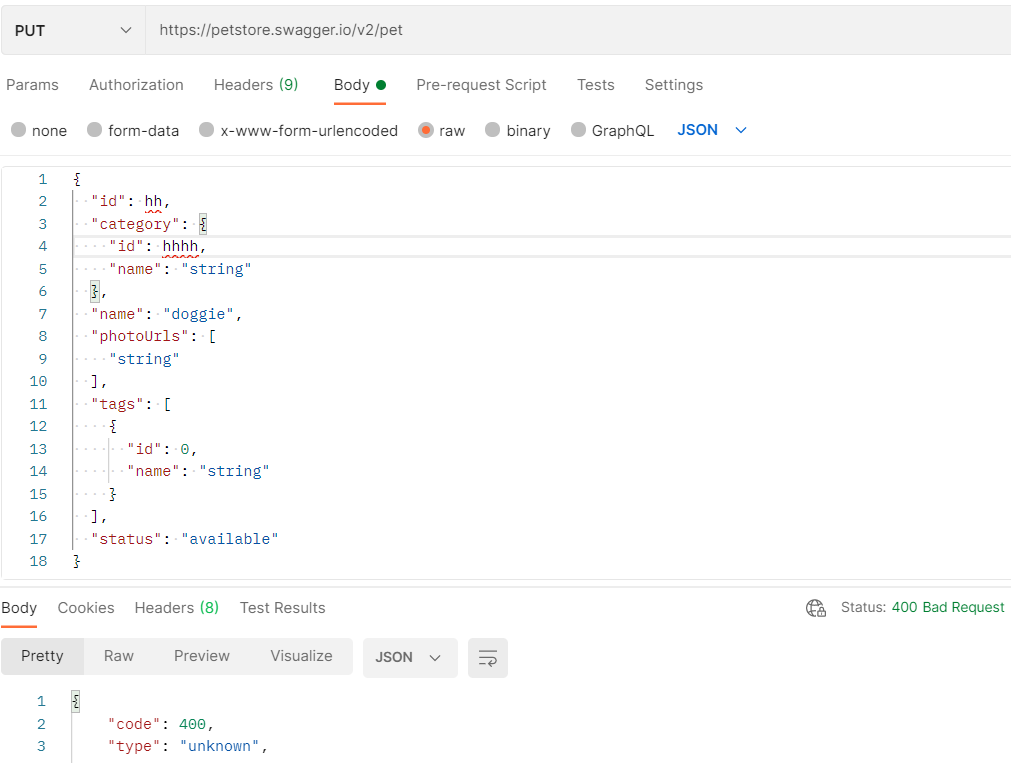 PUT https://petstore.swagger.io/v2/pet
Params Authorization Headers (9) Body Pre-request Script Tests Settings
none form-data x-www-form-urlencoded raw binary GraphQL JSON
1 {
2 "id": hh,
3 "category": {
4 "id": hhhh,
5 "name": "string"
6 },
7 "name": "doggie",
8 "photoUrls": [
9 "string"
10 ],
11 "tags": [
12 {
13 "id": 0,
14 "name": "string"
15 }
16 ],
17 "status": "available"
18 }
Body Cookies Headers (8) Test Results Status: 400 Bad Request
Pretty Raw Preview Visualize JSON
1 {
2 "code": 400,
3 "type": "unknown",